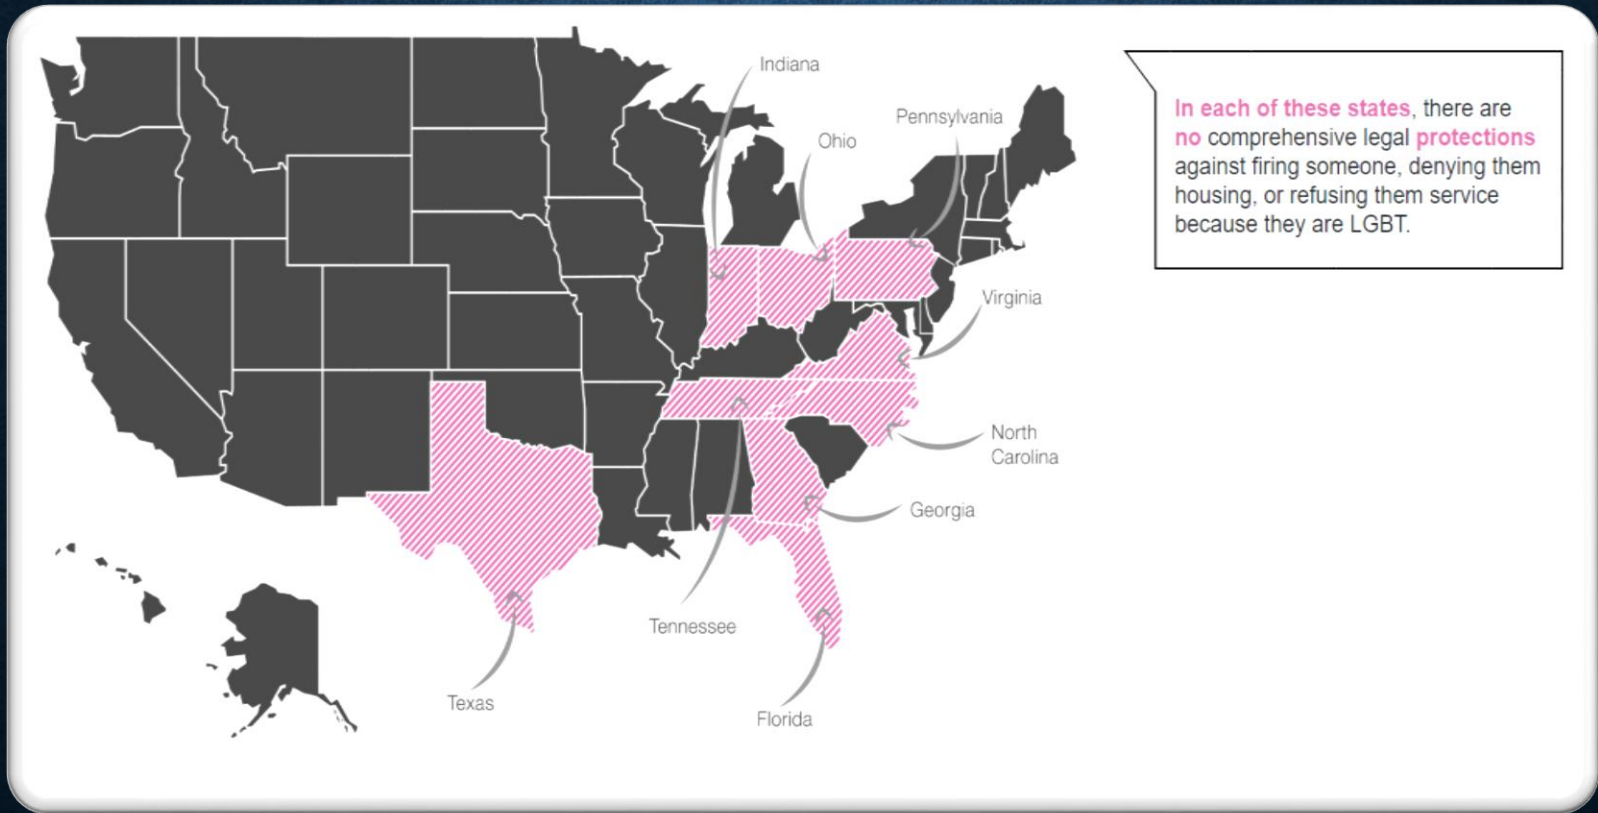 Indiana
Pennsylvania
Ohio
In each of these states, there are
no comprehensive legal protections
against firing someone, denying them
housing, or refusing them service
because they are LGBT.
Virginia
North
Carolina
Georgia
Tennessee
Texas
Florida